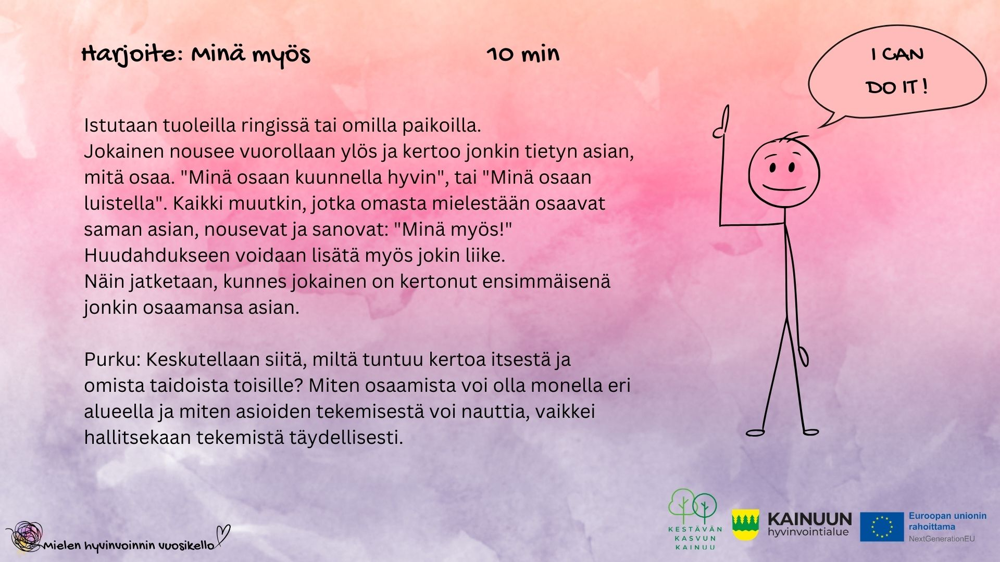 Harjoite: Minä myös
10 min
I CAN
DO IT!
Istutaan tuoleilla ringissä tai omilla paikoilla.
Jokainen nousee vuorollaan ylös ja kertoo jonkin tietyn asian,
mitä osaa. "Minä osaan kuunnella hyvin", tai "Minä osaan
luistella". Kaikki muutkin, jotka omasta mielestään osaavat
saman asian, nousevat ja sanovat: "Minä myös!"
Huudahdukseen voidaan lisätä myös jokin liike.
Näin jatketaan, kunnes jokainen on kertonut ensimmäisenä
jonkin osaamansa asian.
Purku: Keskutellaan siitä, miltä tuntuu kertoa itsestä ja
omista taidoista toisille? Miten osaamista voi olla monella eri
alueella ja miten asioiden tekemisestä voi nauttia, vaikkei
hallitsekaan tekemistä täydellisesti.
Mielen hyvinvoinnin vuosikello
KESTÄVÄN
KASVUN
KAINUU
KAINUUN
hyvinvointialue
Euroopan unionin
rahoittama
NextGenerationEU